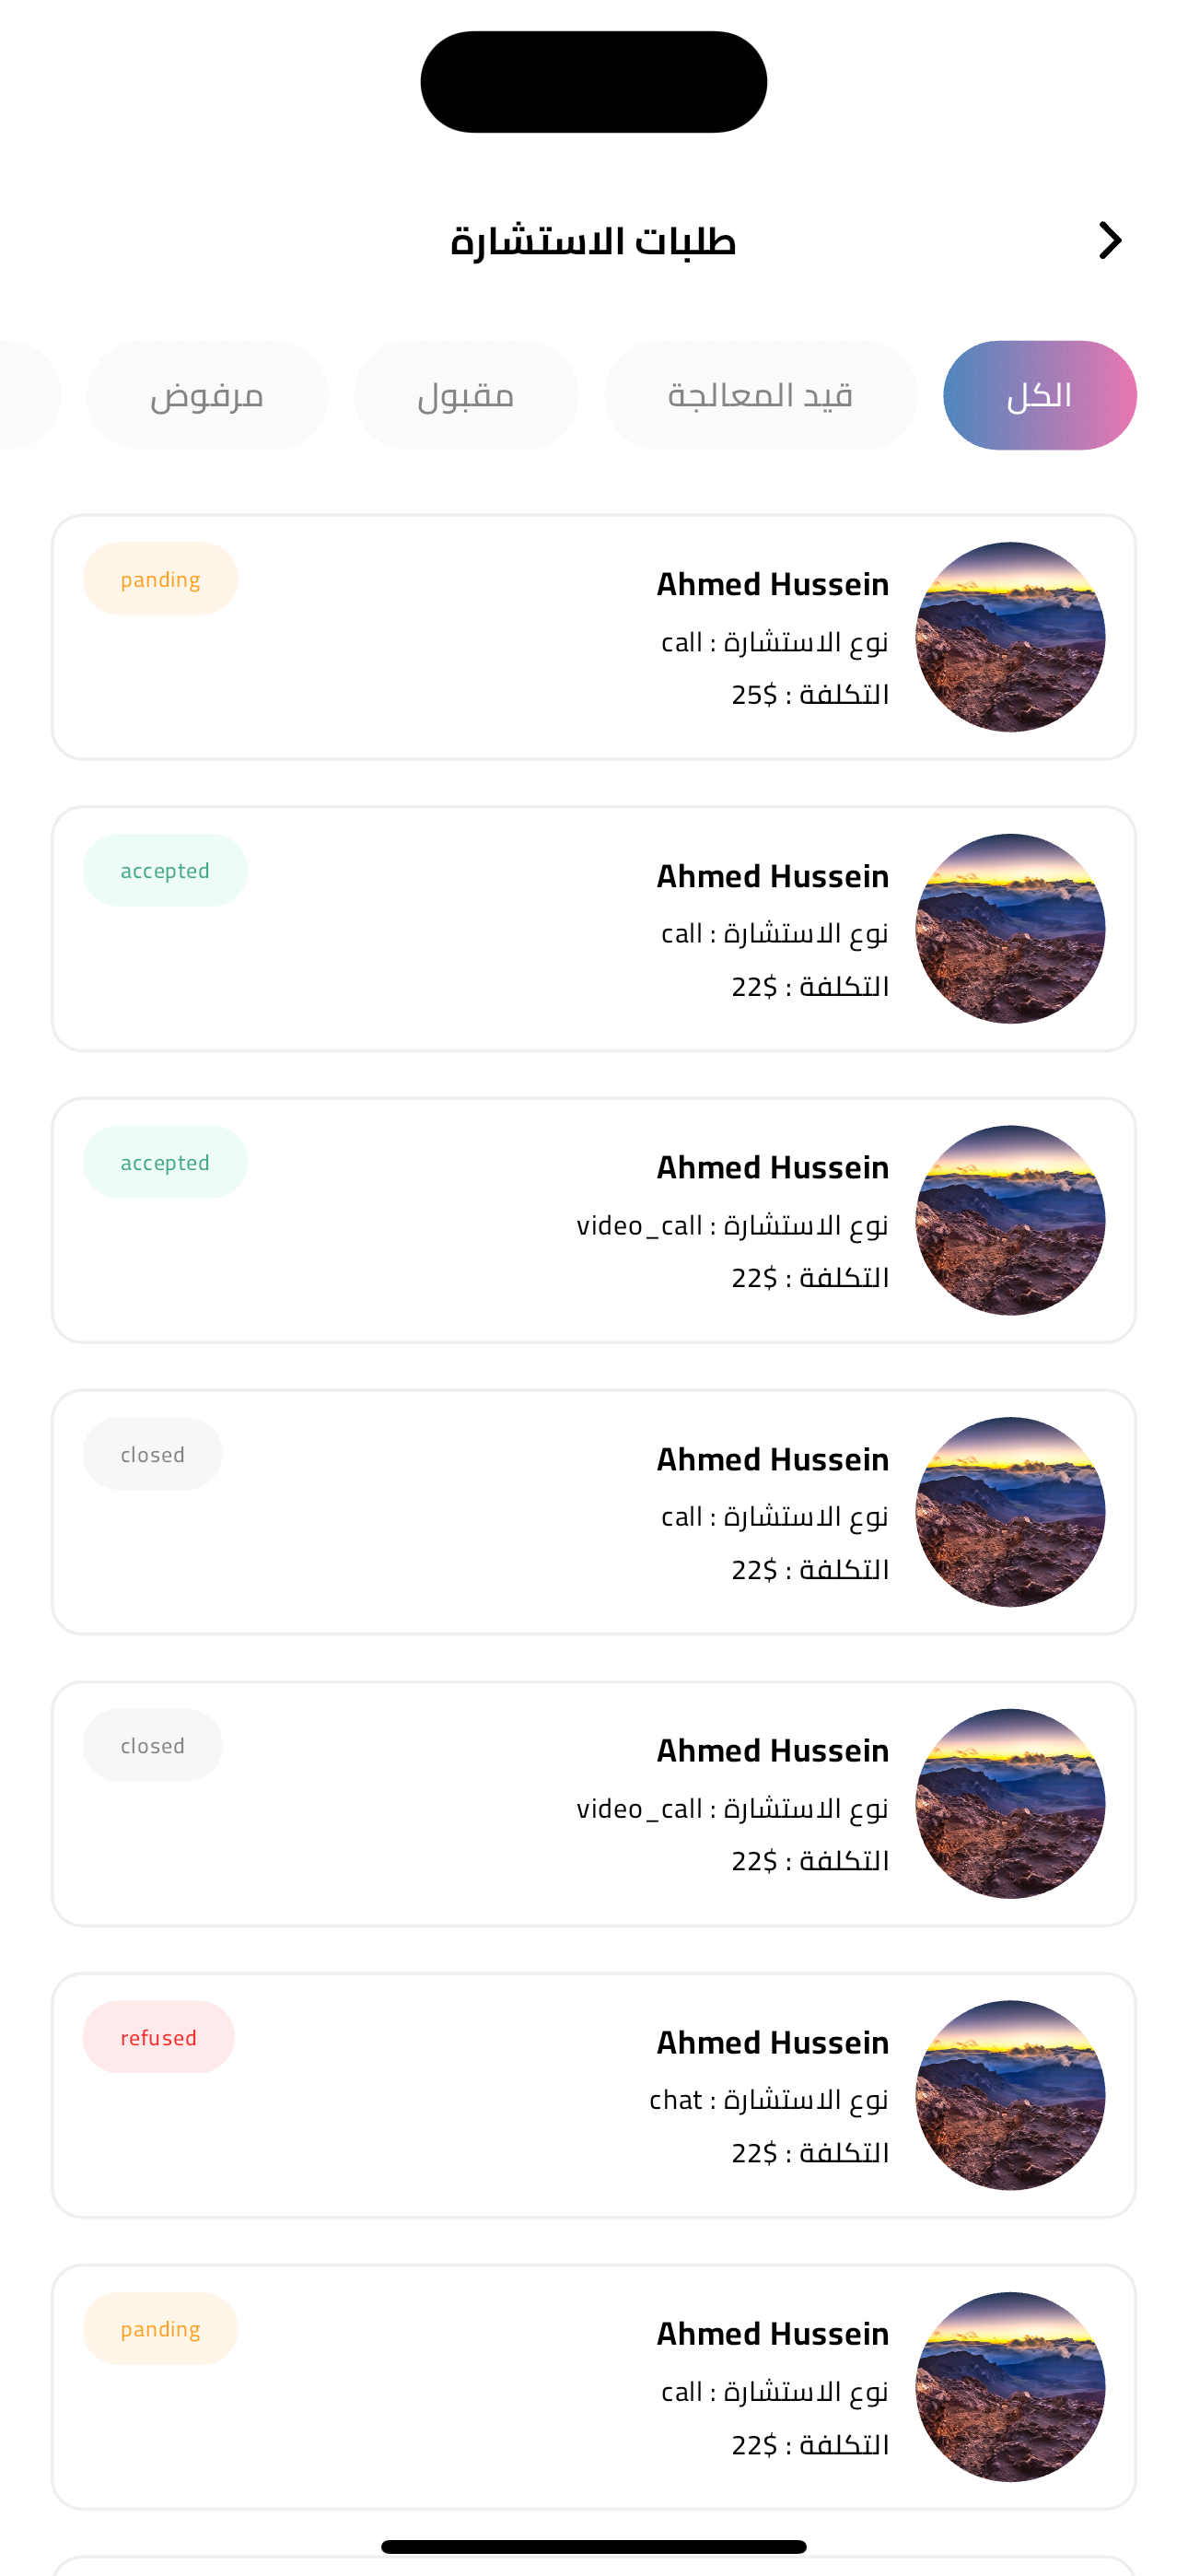 طلبات الاستشارة
الكل
قيد المعالجة
مقبول
مرفوض
Ahmed Hussein
panding
نوع الاستشارة : call
التكلفة : 25$
Ahmed Hussein
accepted
نوع الاستشارة : call
التكلفة : 22$
Ahmed Hussein
accepted
نوع الاستشارة : video_call
التكلفة : 22$
Ahmed Hussein
closed
نوع الاستشارة : call
التكلفة : 22$
Ahmed Hussein
closed
نوع الاستشارة : video_call
التكلفة : 22$
Ahmed Hussein
refused
نوع الاستشارة : chat
التكلفة : 22$
Ahmed Hussein
panding
نوع الاستشارة : call
التكلفة : 22$